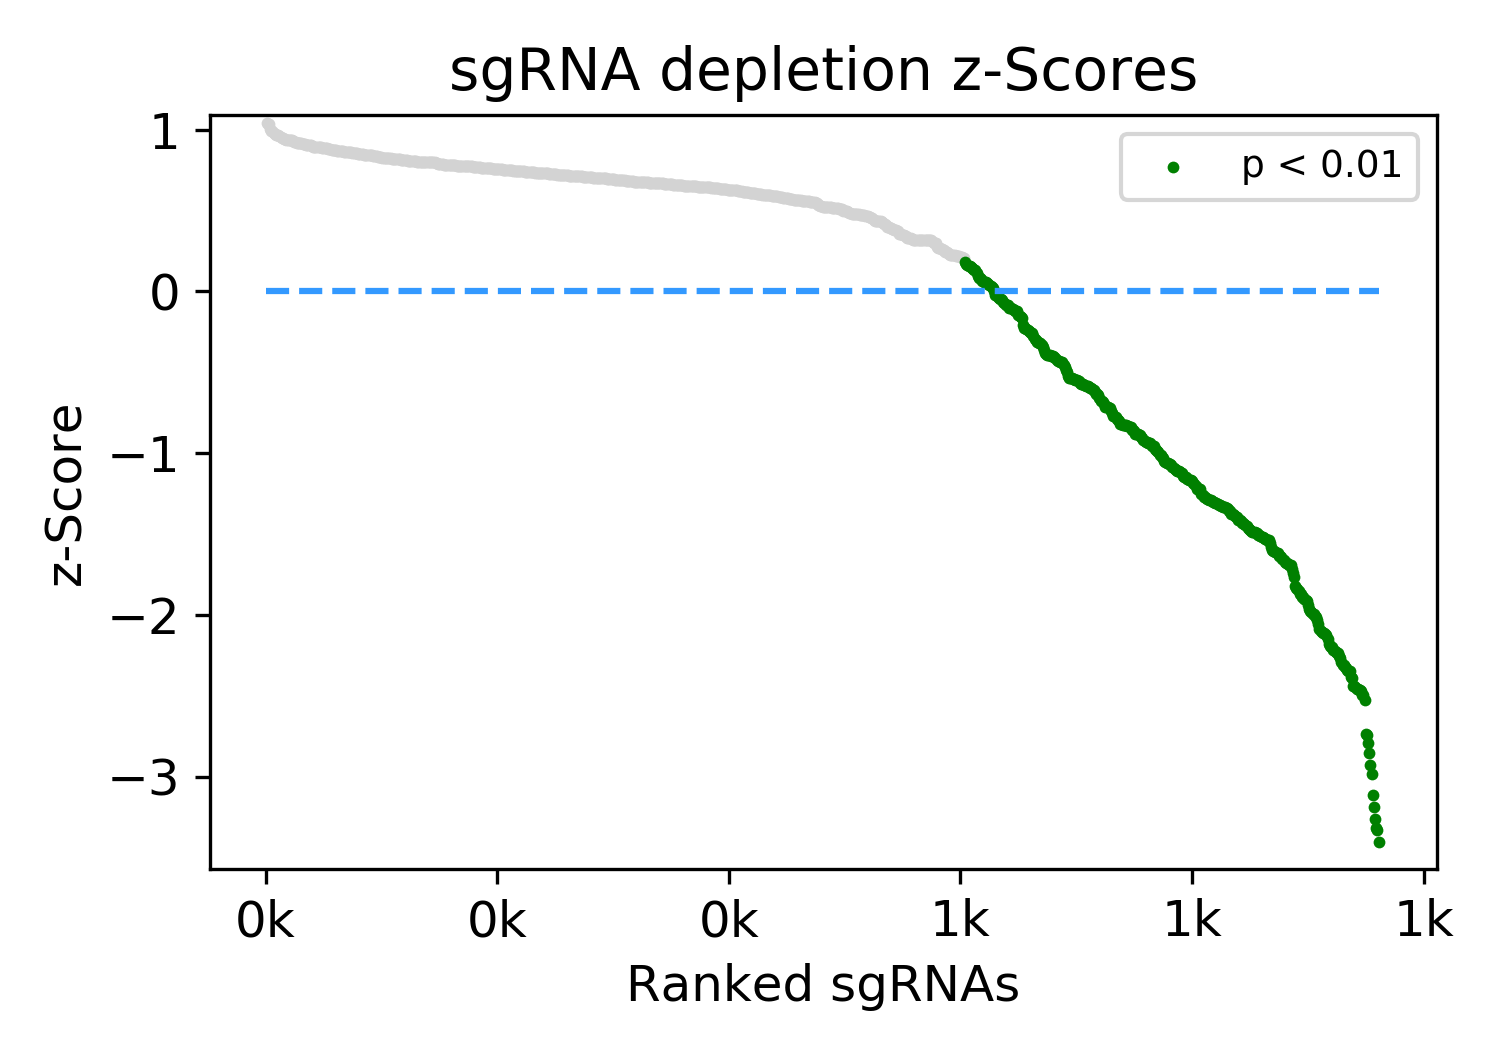 sgRNA depletion z-Scores
p < 0.01
1
0
−1
−2
−3
z-Score
0k 0k 0k 1k 1k 1k
Ranked sgRNAs